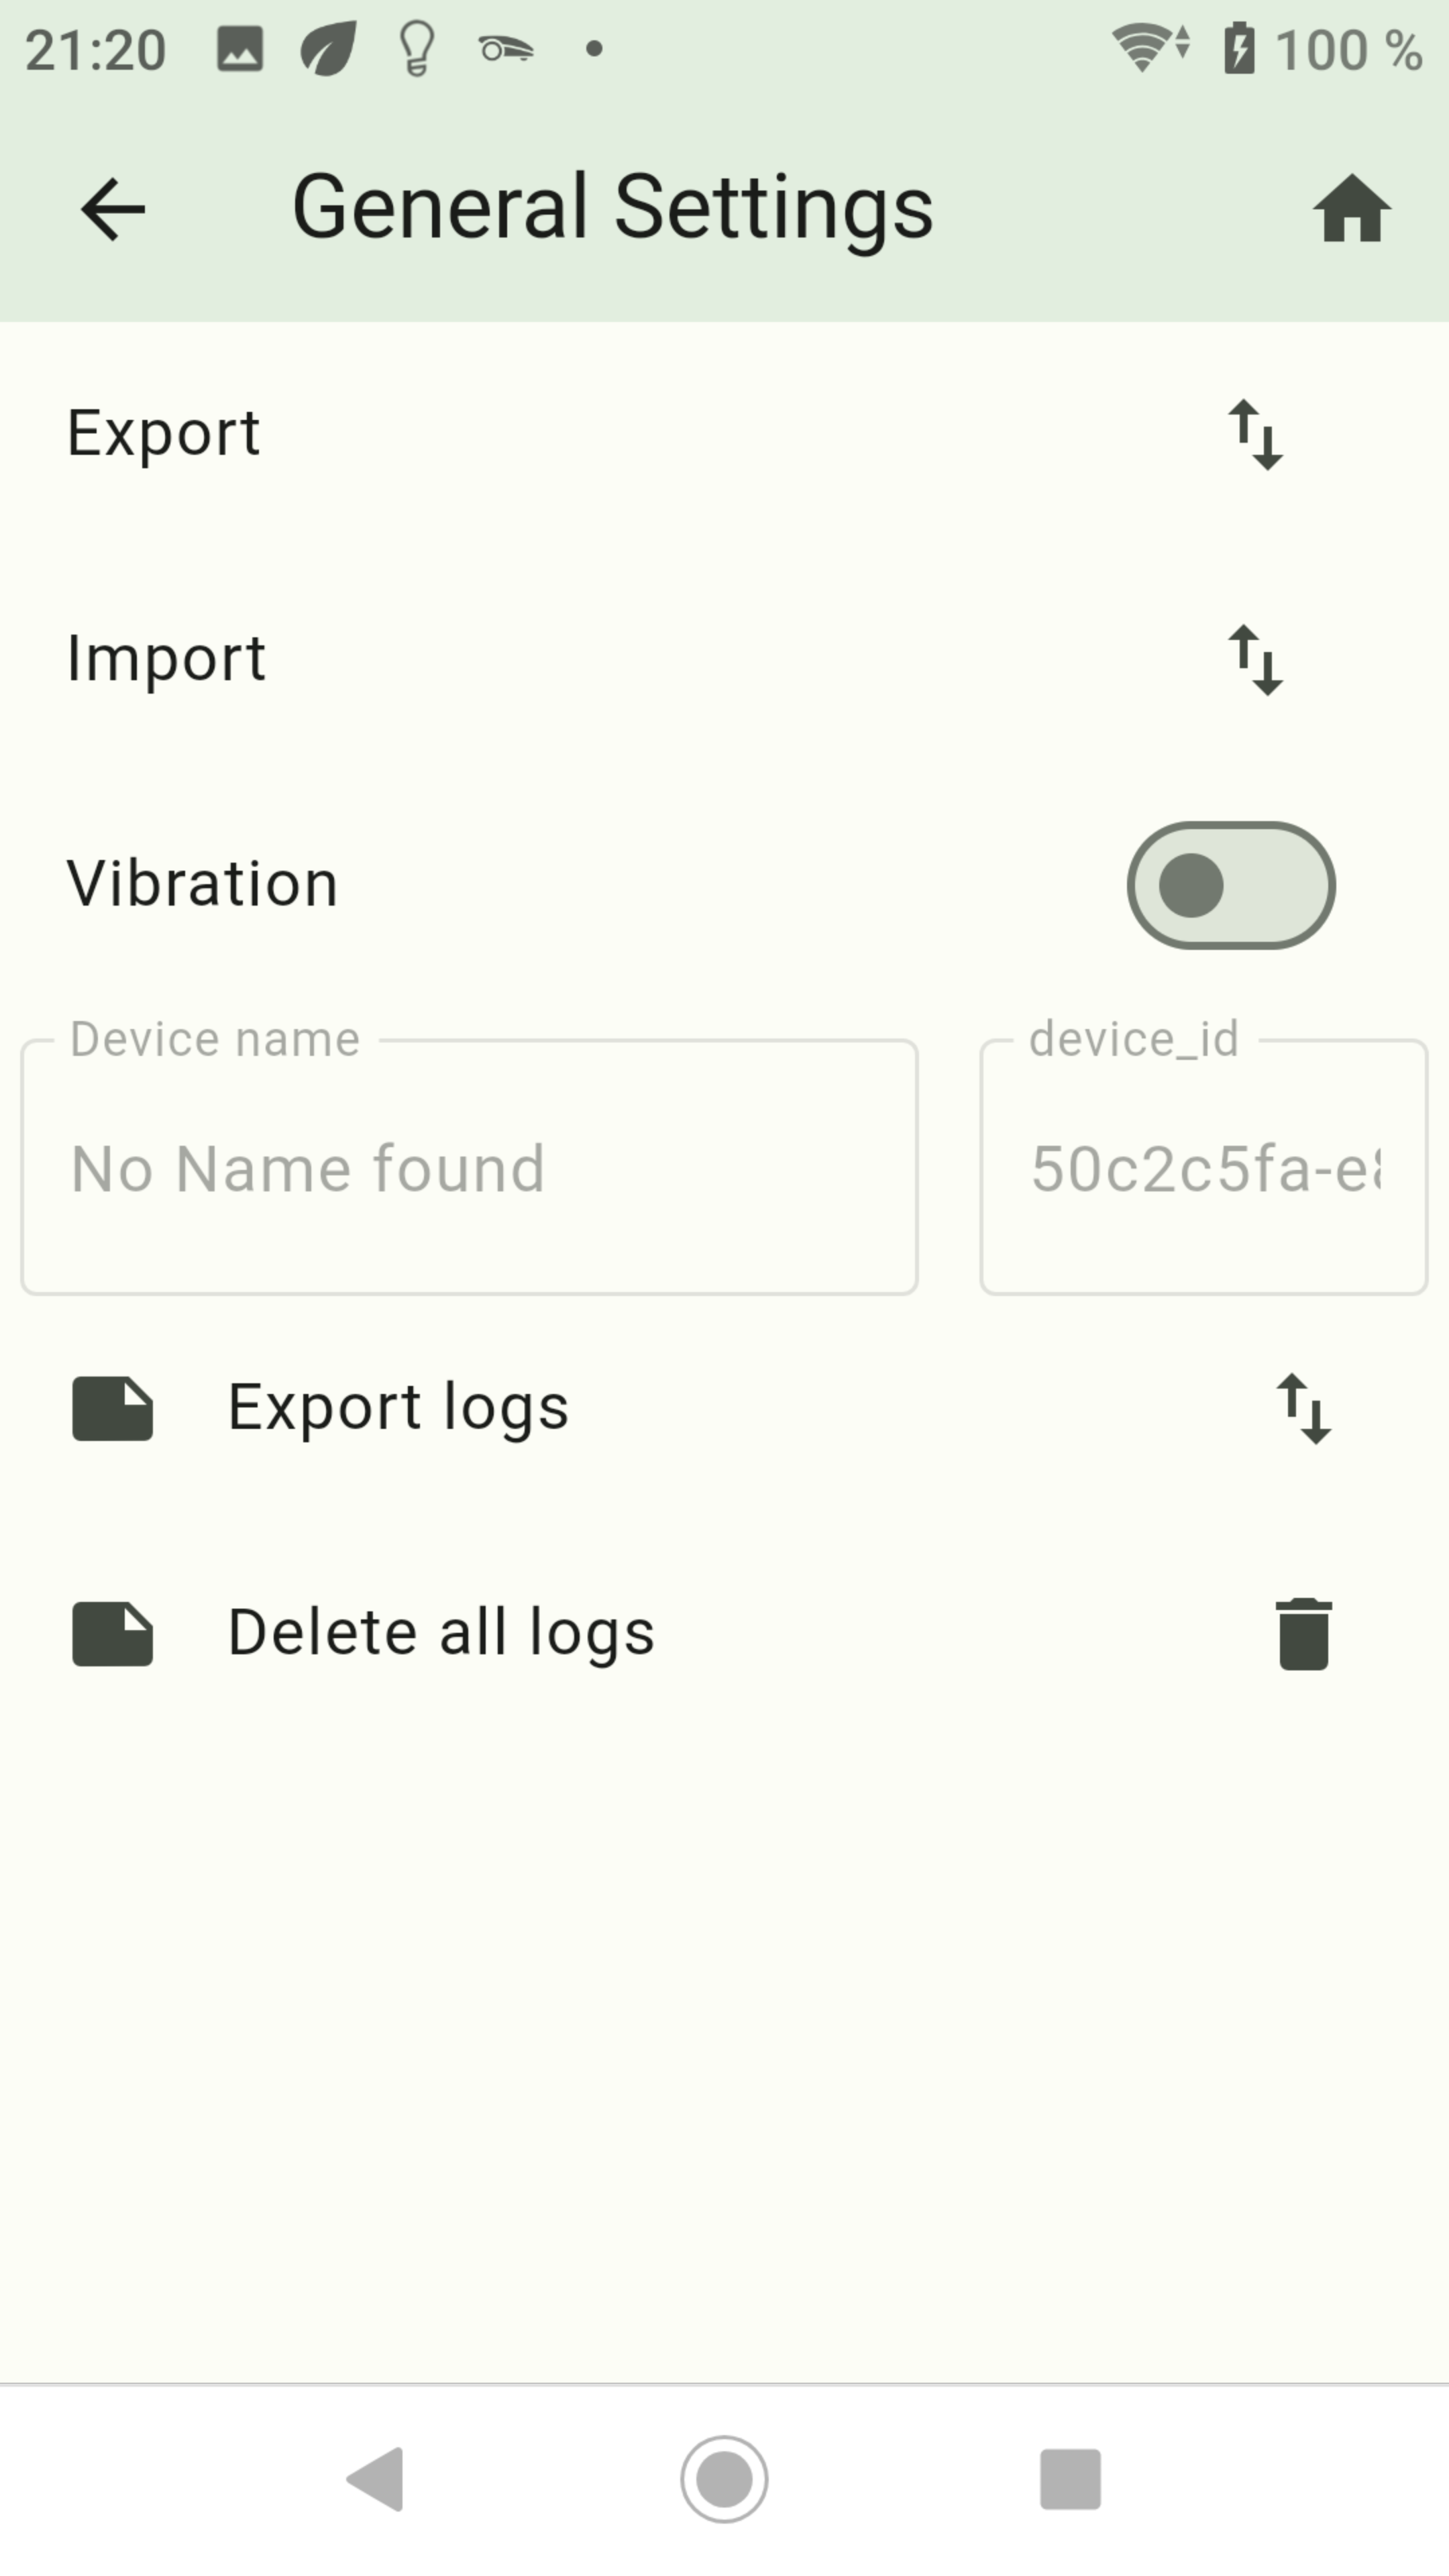 21:20 100 %
General Settings
Export
Import
Vibration
Device name device_id
No Name found 50c2c5fa-e
Export logs
Delete all logs